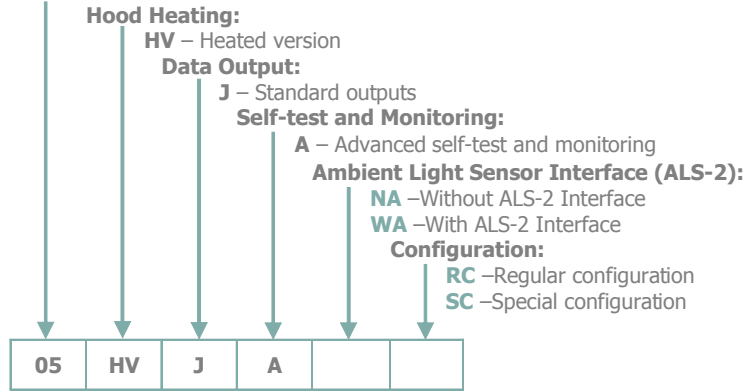 Hood Heating:
HV – Heated version
Data Output:
J – Standard outputs
Self-test and Monitoring:
A – Advanced self-test and monitoring
Ambient Light Sensor Interface (ALS-2):
NA –Without ALS-2 Interface
WA –With ALS-2 Interface
Configuration:
RC –Regular configuration
SC –Special configuration
05 HV J A